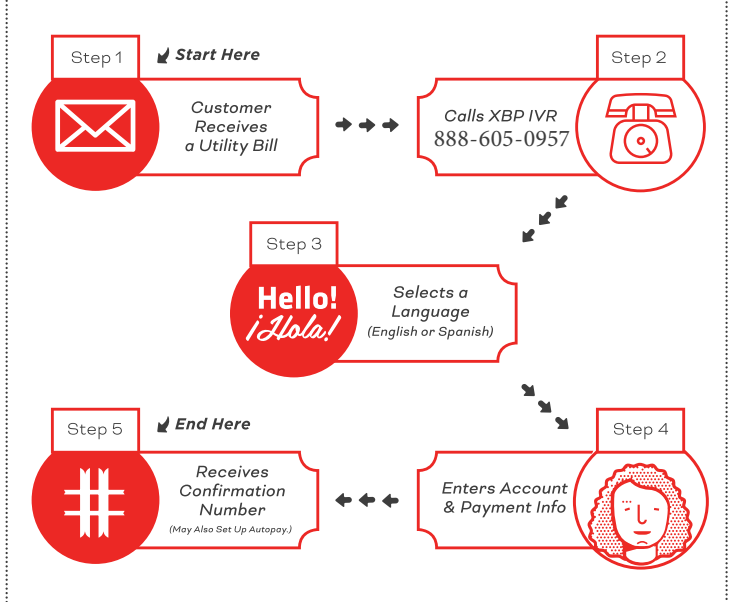 Step 1
Start Here
Customer
Receives
a Utility Bill
Step 2
Calls XBP IVR
888-605-0957
Step 3
Hello!
¡Hola!
Selects a
Language
(English or Spanish)
Step 4
Enters Account
& Payment Info
Step 5
End Here
Receives
Confirmation
Number
(May Also Set Up Autopay.)
#